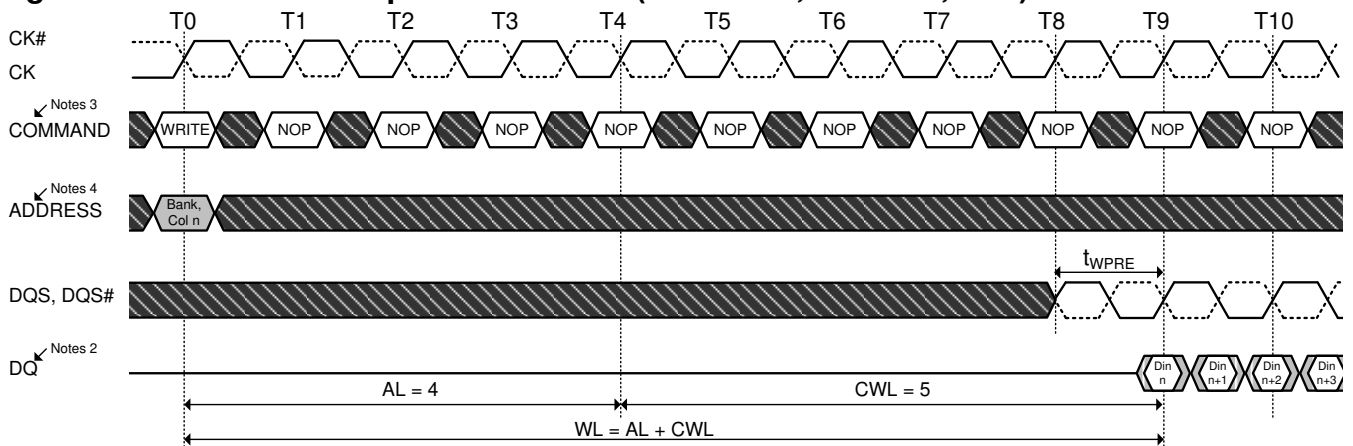 T0 T1 T2 T3 T4 T5 T6 T7 T8 T9 T10
CK#
CK
Notes 3
COMMAND WRITE NOP NOP NOP NOP NOP NOP NOP NOP NOP NOP
Notes 4
ADDRESS Bank,
Col n
tWPRE
DQS, DQS#
Notes 2
DQ Din Din Din Din
n n+1 n+2 n+3
AL = 4 CWL = 5
WL = AL + CWL